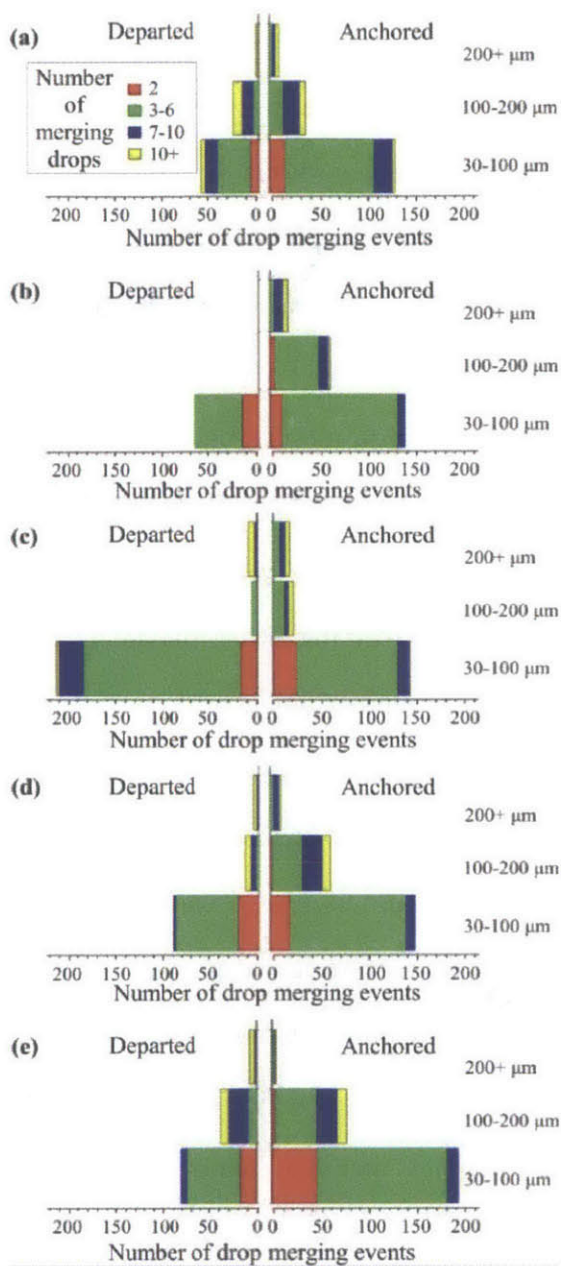 (a) Departed Anchored
Number of merging drops
2
3-6
7-10
10+
200+ μm
100-200 μm
30-100 μm
200 150 100 50 0 0 50 100 150 200
Number of drop merging events
(b) Departed Anchored
200+ μm
100-200 μm
30-100 μm
200 150 100 50 0 0 50 100 150 200
Number of drop merging events
(c) Departed Anchored
200+ μm
100-200 μm
30-100 μm
200 150 100 50 0 0 50 100 150 200
Number of drop merging events
(d) Departed Anchored
200+ μm
100-200 μm
30-100 μm
200 150 100 50 0 0 50 100 150 200
Number of drop merging events
(e) Departed Anchored
200+ μm
100-200 μm
30-100 μm
200 150 100 50 0 0 50 100 150 200
Number of drop merging events